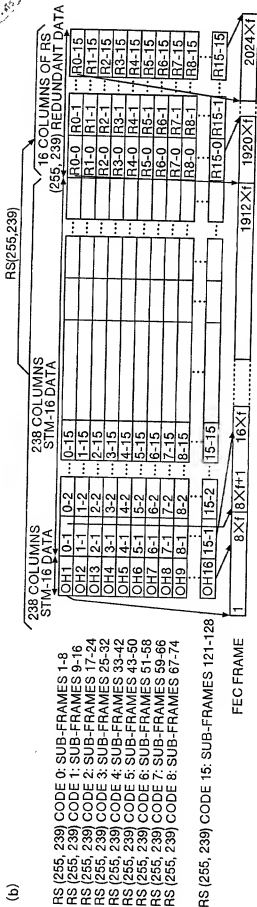 (b)
RS(255,239)
238 COLUMNS
STM-16 DATA
238 COLUMNS
STM-16 DATA
16 COLUMNS OF RS
(255, 239) REDUNDANT DATA
RS (255, 239) CODE 0: SUB-FRAMES 1-8 OH1 0-1 0-2 0-15 R0-0 R0-1 R0-15
RS (255, 239) CODE 1: SUB-FRAMES 9-16 OH2 1-1 1-2 1-15 R1-0 R1-1 R1-15
RS (255, 239) CODE 2: SUB-FRAMES 17-24 OH3 2-1 2-2 2-15 R2-0 R2-1 R2-15
RS (255, 239) CODE 3: SUB-FRAMES 25-32 OH4 3-1 3-2 3-15 R3-0 R3-1 R3-15
RS (255, 239) CODE 4: SUB-FRAMES 33-42 OH5 4-1 4-2 4-15 R4-0 R4-1 R4-15
RS (255, 239) CODE 5: SUB-FRAMES 43-50 OH6 5-1 5-2 5-15 R5-0 R5-1 R5-15
RS (255, 239) CODE 6: SUB-FRAMES 51-58 OH7 6-1 6-2 6-15 R6-0 R6-1 R6-15
RS (255, 239) CODE 7: SUB-FRAMES 59-66 OH8 7-1 7-2 7-15 R7-0 R7-1 R7-15
RS (255, 239) CODE 8: SUB-FRAMES 67-74 OH9 8-1 8-2 8-15 R8-0 R8-1 R8-15
RS (255, 239) CODE 15: SUB-FRAMES 121-128 OH16 15-1 15-2 15-15 R15-0 R15-1 R15-15
FEC FRAME 1 8Xf 8Xf+1 16Xf 1912Xf 1920Xf 2024Xf